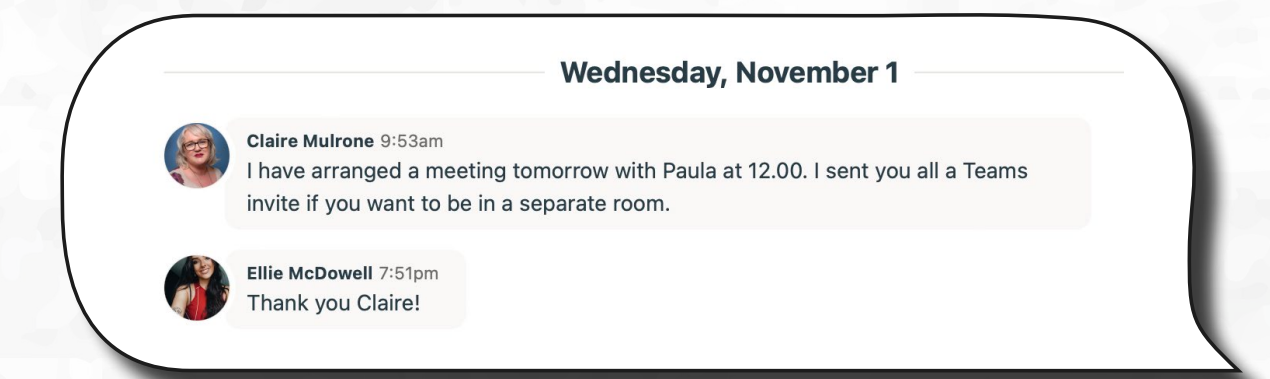 Wednesday, November 1
Claire Mulrone 9:53am
I have arranged a meeting tomorrow with Paula at 12.00. I sent you all a Teams
invite if you want to be in a separate room.
Ellie McDowell 7:51pm
Thank you Claire!